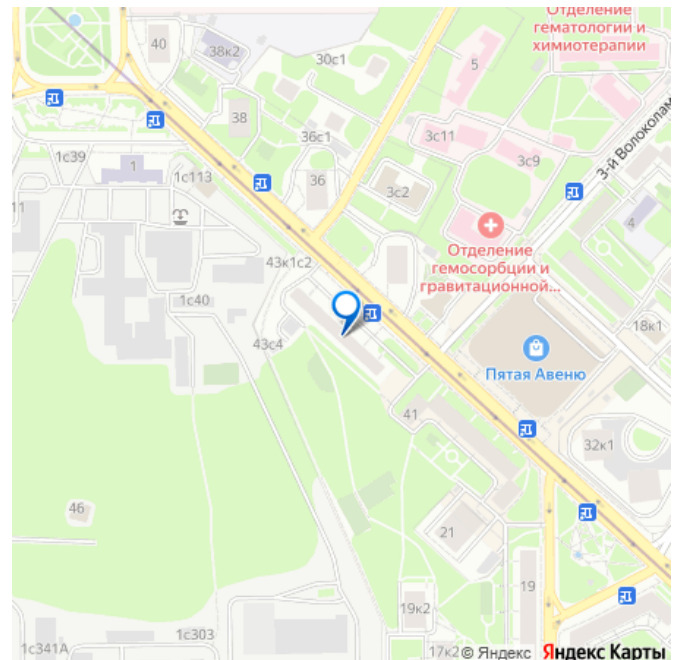 Отделение
гематологии и
химиотерапии
40
38к2
30с1
5
38
3с11
36с1
1с39
1
1с113
36
3с9
3-й Волоколам
3с2
11
4
Отделение
гемосорбции и
гравитационной...
43к1с2
1с40
18к1
43с4
Пятая Авеню
41
32к1
46
21
19
19к2
1с303
1с341А
17к2
© Яндекс Яндекс Карты